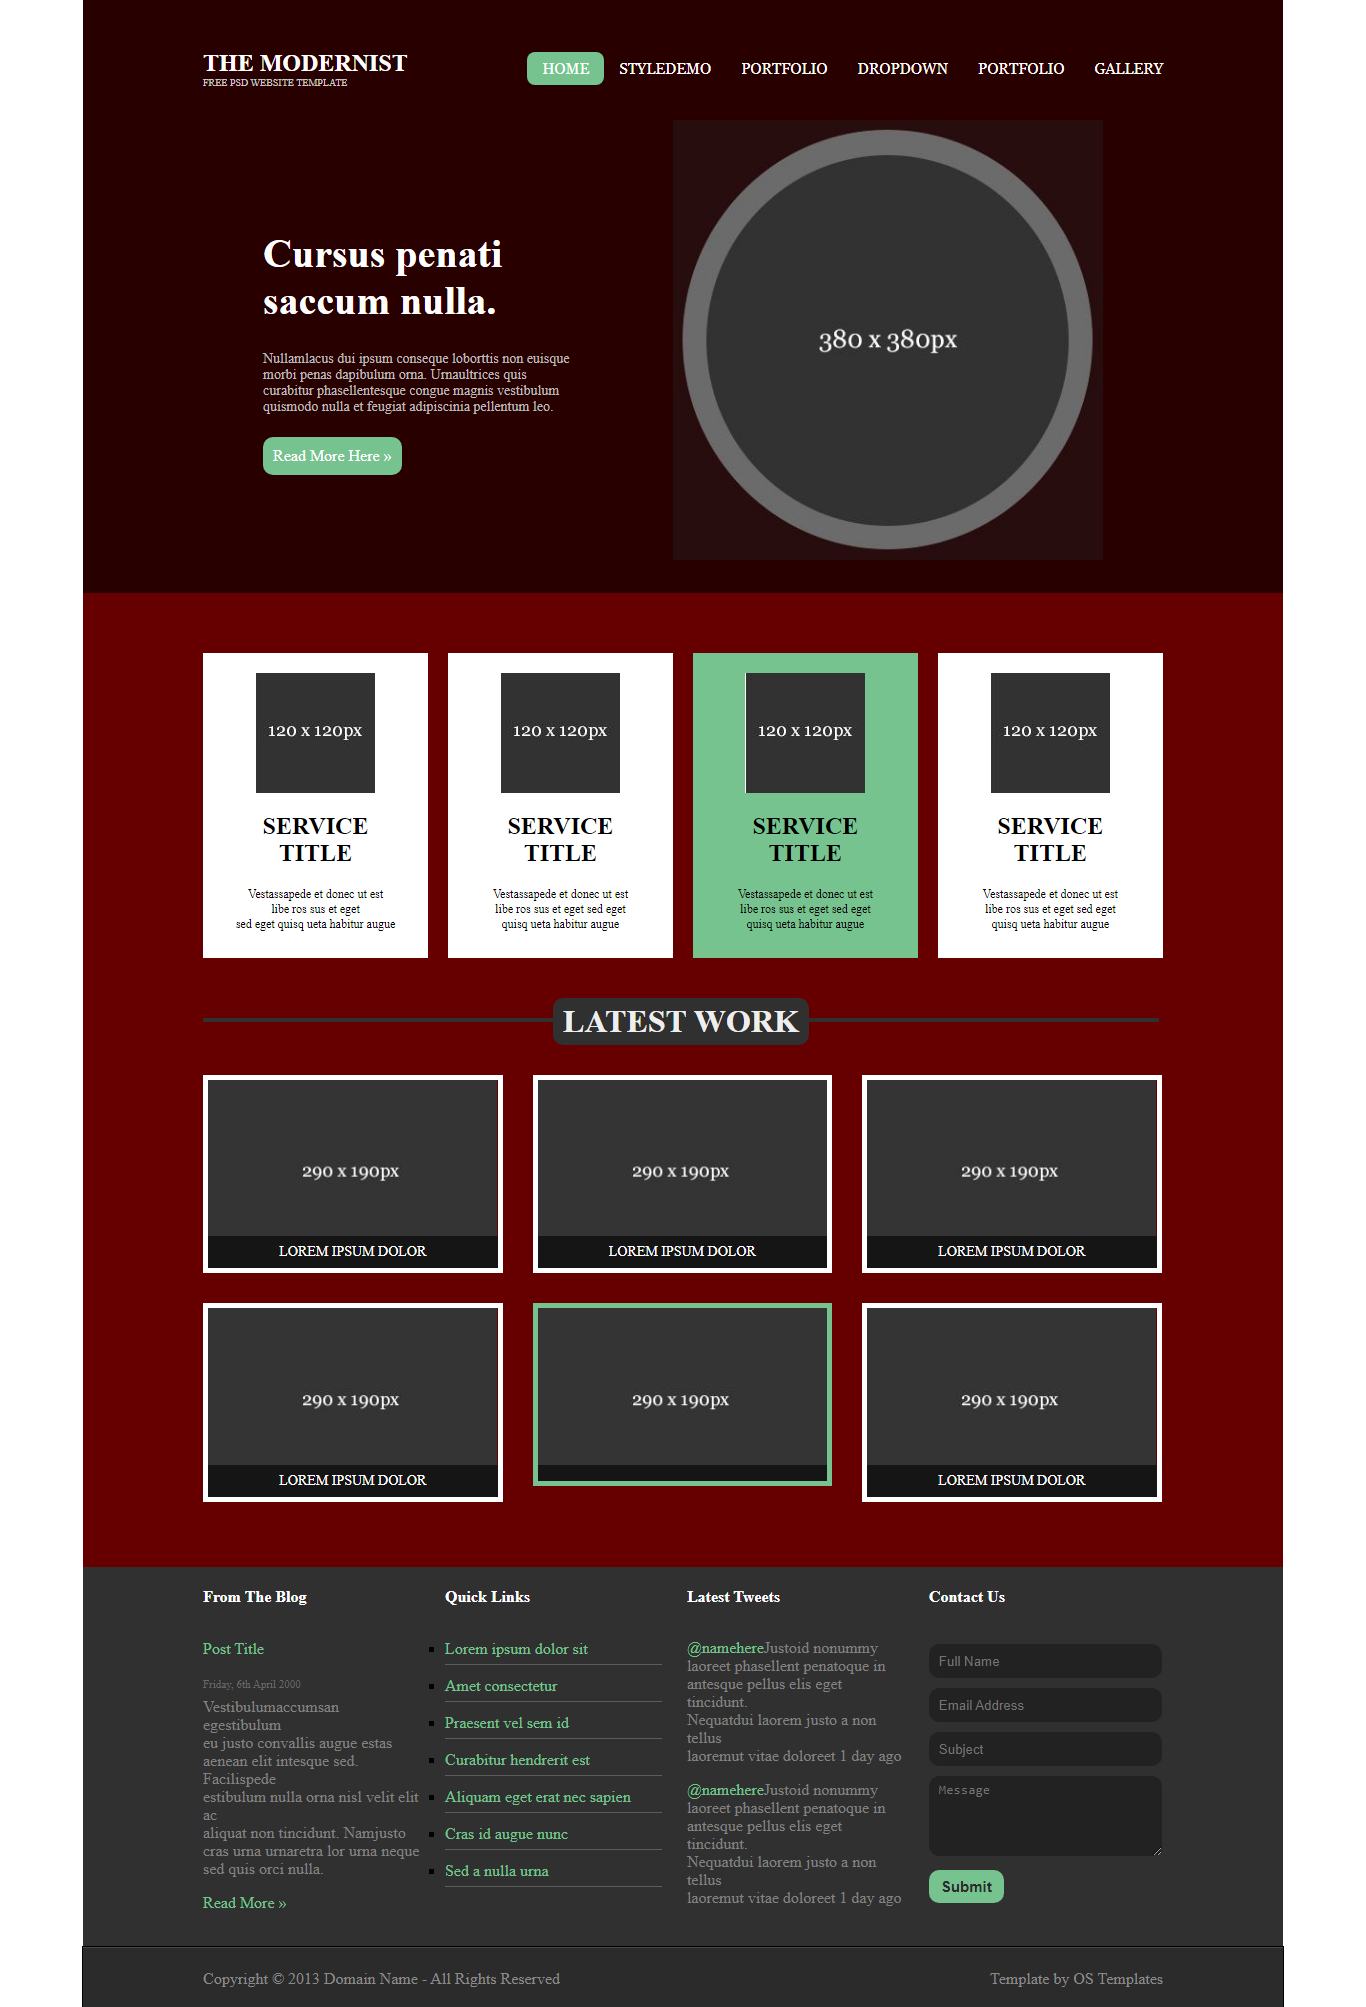 THE MODERNIST
FREE PSD WEBSITE TEMPLATE
HOME STYLEDEMO PORTFOLIO DROPDOWN PORTFOLIO GALLERY
Cursus penati
saccum nulla.
Nullamlacus dui ipsum conseque loborttis non euisque
morbi penas dapibulum orna. Urnaultrices quis
curabitur phasellentesque congue magnis vestibulum
quismodo nulla et feugiat adipiscinia pellentum leo.
Read More Here »
380 x 380px
120 x 120px
SERVICE
TITLE
Vestassapede et donec ut est
libe ros sus et eget
sed eget quisq ueta habitur augue
120 x 120px
SERVICE
TITLE
Vestassapede et donec ut est
libe ros sus et eget sed eget
quisq ueta habitur augue
120 x 120px
SERVICE
TITLE
Vestassapede et donec ut est
libe ros sus et eget sed eget
quisq ueta habitur augue
120 x 120px
SERVICE
TITLE
Vestassapede et donec ut est
libe ros sus et eget sed eget
quisq ueta habitur augue
LATEST WORK
290 x 190px
LOREM IPSUM DOLOR
290 x 190px
LOREM IPSUM DOLOR
290 x 190px
LOREM IPSUM DOLOR
290 x 190px
LOREM IPSUM DOLOR
290 x 190px
290 x 190px
LOREM IPSUM DOLOR
From The Blog
Post Title
Friday, 6th April 2000
Vestibulumaccumsan
egestibulum
eu justo convallis augue estas
aenean elit intesque sed.
Facilispede
estibulum nulla orna nisl velit elit
ac
aliquat non tincidunt. Namjusto
cras urna urnaretra lor urna neque
sed quis orci nulla.
Read More »
Quick Links
Lorem ipsum dolor sit
Amet consectetur
Praesent vel sem id
Curabitur hendrerit est
Aliquam eget erat nec sapien
Cras id augue nunc
Sed a nulla urna
Latest Tweets
@namehereJustoid nonummy
laoreet phasellent penatoque in
antesque pellus elis eget
tincidunt.
Nequatdui laorem justo a non
tellus
laoremut vitae doloreet 1 day ago
@namehereJustoid nonummy
laoreet phasellent penatoque in
antesque pellus elis eget
tincidunt.
Nequatdui laorem justo a non
tellus
laoremut vitae doloreet 1 day ago
Contact Us
Full Name
Email Address
Subject
Message
Submit
Copyright © 2013 Domain Name - All Rights Reserved
Template by OS Templates